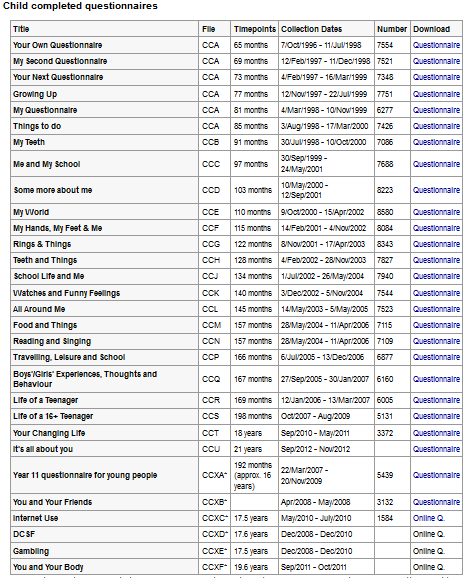 Child completed questionnaires
Title File Timepoints Collection Dates Number Download
Your Own Questionnaire CCA 65 months 7/Oct/1996 - 11/Jul/1998 7554 Questionnaire
My Second Questionnaire CCA 69 months 12/Feb/1997 - 11/Dec/1998 7521 Questionnaire
Your Next Questionnaire CCA 73 months 4/Feb/1997 - 16/Mar/1999 7348 Questionnaire
Growing Up CCA 77 months 12/Nov/1997 - 22/Jul/1999 7751 Questionnaire
My Questionnaire CCA 81 months 4/Mar/1998 - 10/Nov/1999 6277 Questionnaire
Things to do CCA 85 months 3/Aug/1998 - 17/Mar/2000 7426 Questionnaire
My Teeth CCB 91 months 30/Jul/1998 - 10/Oct/2000 7086 Questionnaire
Me and My School CCC 97 months 30/Sep/1999 -
24/May/2001 7688 Questionnaire
Some more about me CCD 103 months 10/May/2000 -
12/Sep/2001 8223 Questionnaire
My World CCE 110 months 9/Oct/2000 - 15/Apr/2002 8580 Questionnaire
My Hands, My Feet & Me CCF 115 months 14/Feb/2001 - 4/Nov/2002 8084 Questionnaire
Rings & Things CCG 122 months 8/Nov/2001 - 17/Apr/2003 8343 Questionnaire
Teeth and Things CCH 128 months 4/Feb/2002 - 28/Nov/2003 7827 Questionnaire
School Life and Me CCJ 134 months 1/Jul/2002 - 26/May/2004 7940 Questionnaire
Watches and Funny Feelings CCK 140 months 3/Dec/2002 - 5/Nov/2004 7544 Questionnaire
All Around Me CCL 145 months 14/May/2003 - 5/May/2005 7523 Questionnaire
Food and Things CCM 157 months 28/May/2004 - 11/Apr/2006 7115 Questionnaire
Reading and Singing CCN 157 months 28/May/2004 - 11/Apr/2006 7109 Questionnaire
Travelling, Leisure and School CCP 166 months 6/Jul/2005 - 13/Dec/2006 6877 Questionnaire
Boys'/Girls' Experiences, Thoughts and
Behaviour CCQ 167 months 27/Sep/2005 - 30/Jan/2007 6160 Questionnaire
Life of a Teenager CCR 169 months 12/Jan/2006 - 13/Mar/2007 6005 Questionnaire
Life of a 16+ Teenager CCS 198 months Oct/2007 - Aug/2009 5131 Questionnaire
Your Changing Life CCT 18 years Sep/2010 - May/2011 3372 Questionnaire
It's all about you CCU 21 years Sep/2012 - Nov/2012 Questionnaire
Year 11 questionnaire for young people CCXA^ 192 months
(approx. 16
years) 22/Mar/2007 -
20/Nov/2009 5439 Questionnaire
You and Your Friends CCXB^ Apr/2008 - May/2008 3132 Questionnaire
Internet Use CCXC^ 17.5 years May/2010 - July/2010 1584 Online Q.
DCSF CCXD^ 17.6 years Dec/2008 - Dec/2010 Online Q.
Gambling CCXE^ 17.5 years Dec/2008 - Dec/2010 Online Q.
You and Your Body CCXF^ 19.6 years Sep/2011 - Oct/2011 Online Q.